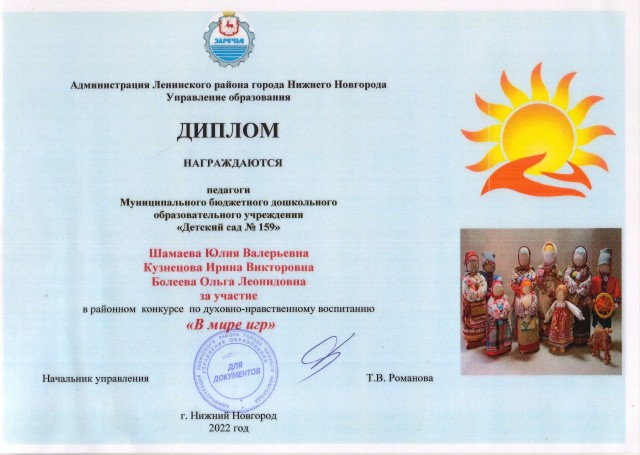 ЗАРЕЧЬЕ
Администрация Ленинского района города Нижнего Новгорода
Управление образования
ДИПЛОМ
НАГРАЖДАЮТСЯ
педагоги
Муниципального бюджетного дошкольного
образовательного учреждения
«Детский сад № 159»
Шамаева Юлия Валерьевна
Кузнецова Ирина Викторовна
Болеева Ольга Леонидовна
за участие
в районном конкурсе по духовно-нравственному воспитанию
«В мире игр»
ДЛЯ
ДОКУМЕНТОВ
Начальник управления
Т.В. Романова
г. Нижний Новгород
2022 год